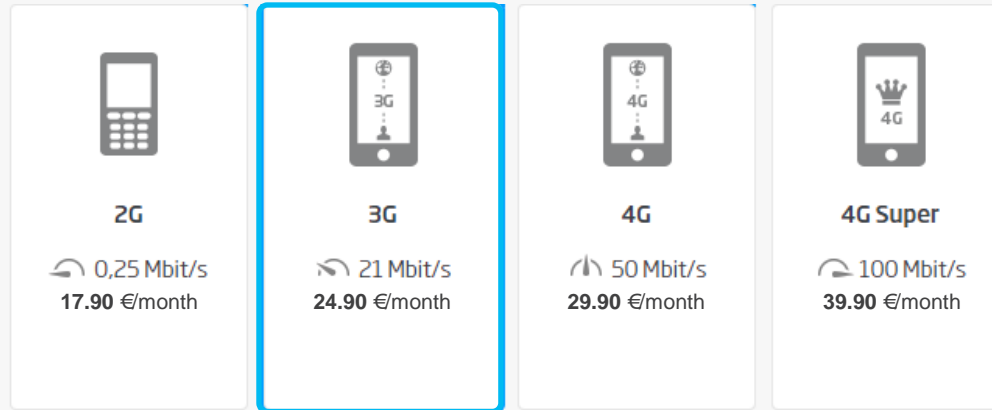 3G
4G
4G
2G
3G
4G
4G Super
0,25 Mbit/s
21 Mbit/s
50 Mbit/s
100 Mbit/s
17.90 €/month
24.90 €/month
29.90 €/month
39.90 €/month